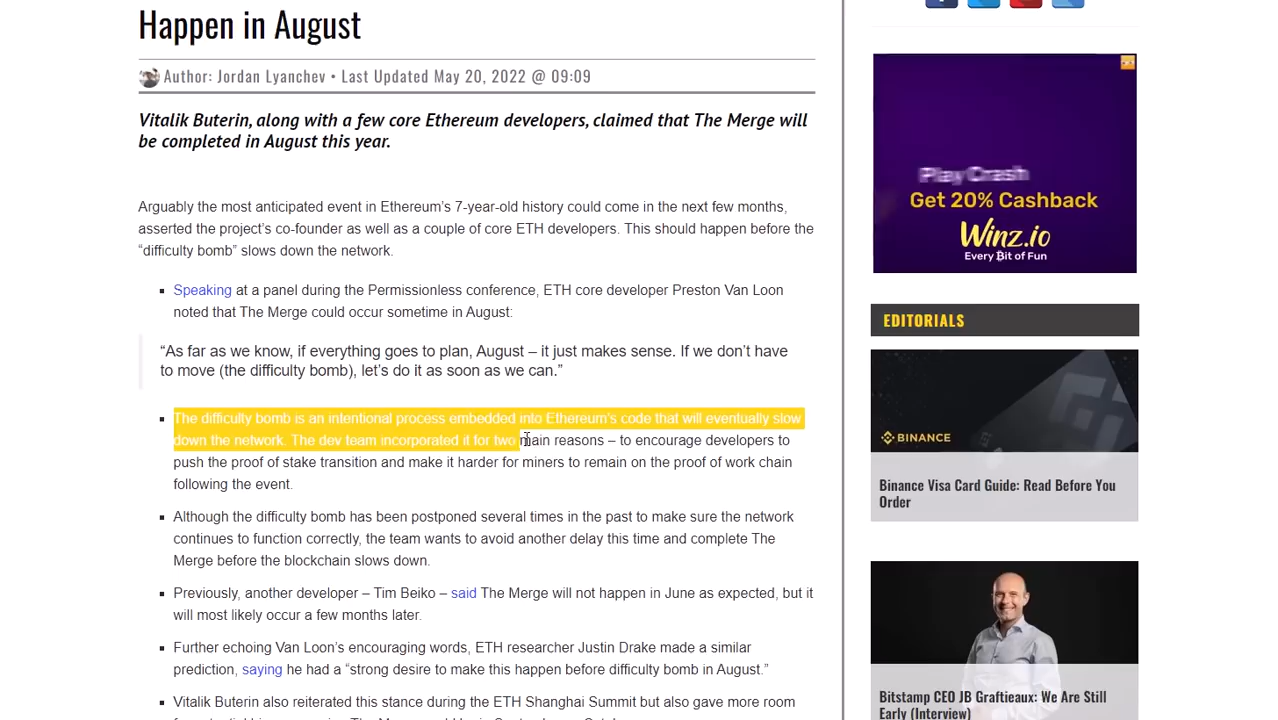 Happen in August
Author: Jordan Lyanchev • Last Updated May 20, 2022 @ 09:09
Vitalik Buterin, along with a few core Ethereum developers, claimed that The Merge will
be completed in August this year.
Arguably the most anticipated event in Ethereum’s 7-year-old history could come in the next few months,
asserted the project’s co-founder as well as a couple of core ETH developers. This should happen before the
“difficulty bomb” slows down the network.
▪ Speaking at a panel during the Permissionless conference, ETH core developer Preston Van Loon
noted that The Merge could occur sometime in August:
“As far as we know, if everything goes to plan, August – it just makes sense. If we don’t have
to move (the difficulty bomb), let’s do it as soon as we can.”
▪ The difficulty bomb is an intentional process embedded into Ethereum’s code that will eventually slow
down the network. The dev team incorporated it for two main reasons – to encourage developers to
push the proof of stake transition and make it harder for miners to remain on the proof of work chain
following the event.
▪ Although the difficulty bomb has been postponed several times in the past to make sure the network
continues to function correctly, the team wants to avoid another delay this time and complete The
Merge before the blockchain slows down.
▪ Previously, another developer – Tim Beiko – said The Merge will not happen in June as expected, but it
will most likely occur a few months later.
▪ Further echoing Van Loon’s encouraging words, ETH researcher Justin Drake made a similar
prediction, saying he had a “strong desire to make this happen before difficulty bomb in August.”
▪ Vitalik Buterin also reiterated this stance during the ETH Shanghai Summit but also gave more room
Play Crash
Get 20% Cashback
Winz.io
Every Bit of Fun
EDITORIALS
BINANCE
Binance Visa Card Guide: Read Before You
Order
Bitstamp CEO JB Graftieaux: We Are Still
Early (Interview)